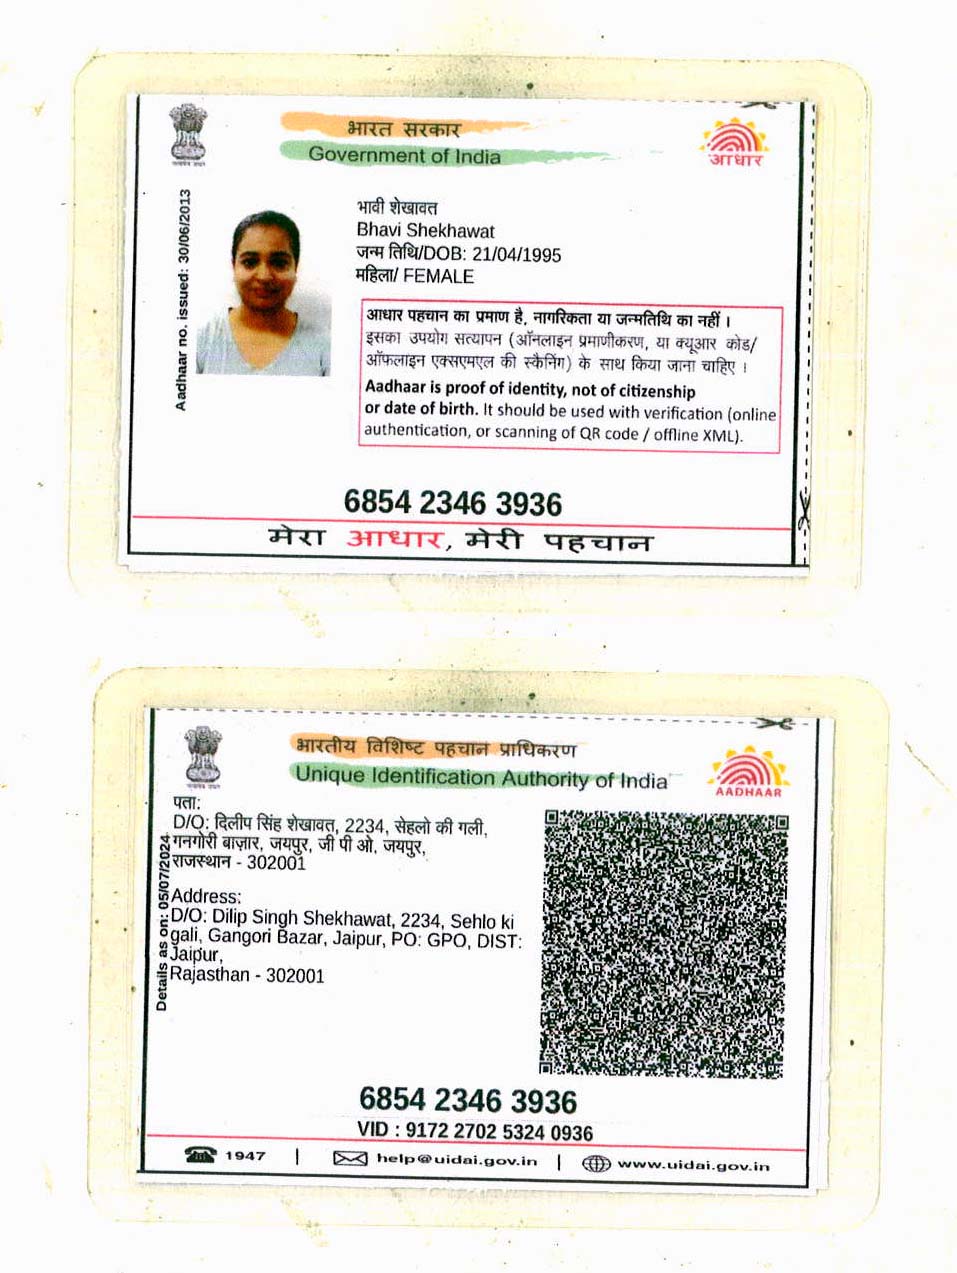 भारत सरकार
Government of India
आधार
Aadhaar no. issued: 30/06/2013
भावी शेखावत
Bhavi Shekhawat
जन्म तिथि/DOB: 21/04/1995
महिला/ FEMALE
आधार पहचान का प्रमाण है, नागरिकता या जन्मतिथि का नहीं ।
इसका उपयोग सत्यापन (ऑनलाइन प्रमाणीकरण, या क्यूआर कोड/
ऑफलाइन एक्सएमएल की स्कैनिंग) के साथ किया जाना चाहिए ।
Aadhaar is proof of identity, not of citizenship
or date of birth. It should be used with verification (online
authentication, or scanning of QR code / offline XML).
6854 2346 3936
मेरा आधार, मेरी पहचान
भारतीय विशिष्ट पहचान प्राधिकरण
Unique Identification Authority of India
AADHAAR
Details as on: 05/07/2024
पता:
D/O: दिलीप सिंह शेखावत, 2234, सेहलो की गली,
गनगोरी बाज़ार, जयपुर, जी पी ओ, जयपुर,
राजस्थान - 302001
Address:
D/O: Dilip Singh Shekhawat, 2234, Sehlo ki
gali, Gangori Bazar, Jaipur, PO: GPO, DIST:
Jaipur,
Rajasthan - 302001
6854 2346 3936
VID : 9172 2702 5324 0936
1947 | help@uidai.gov.in | www.uidai.gov.in